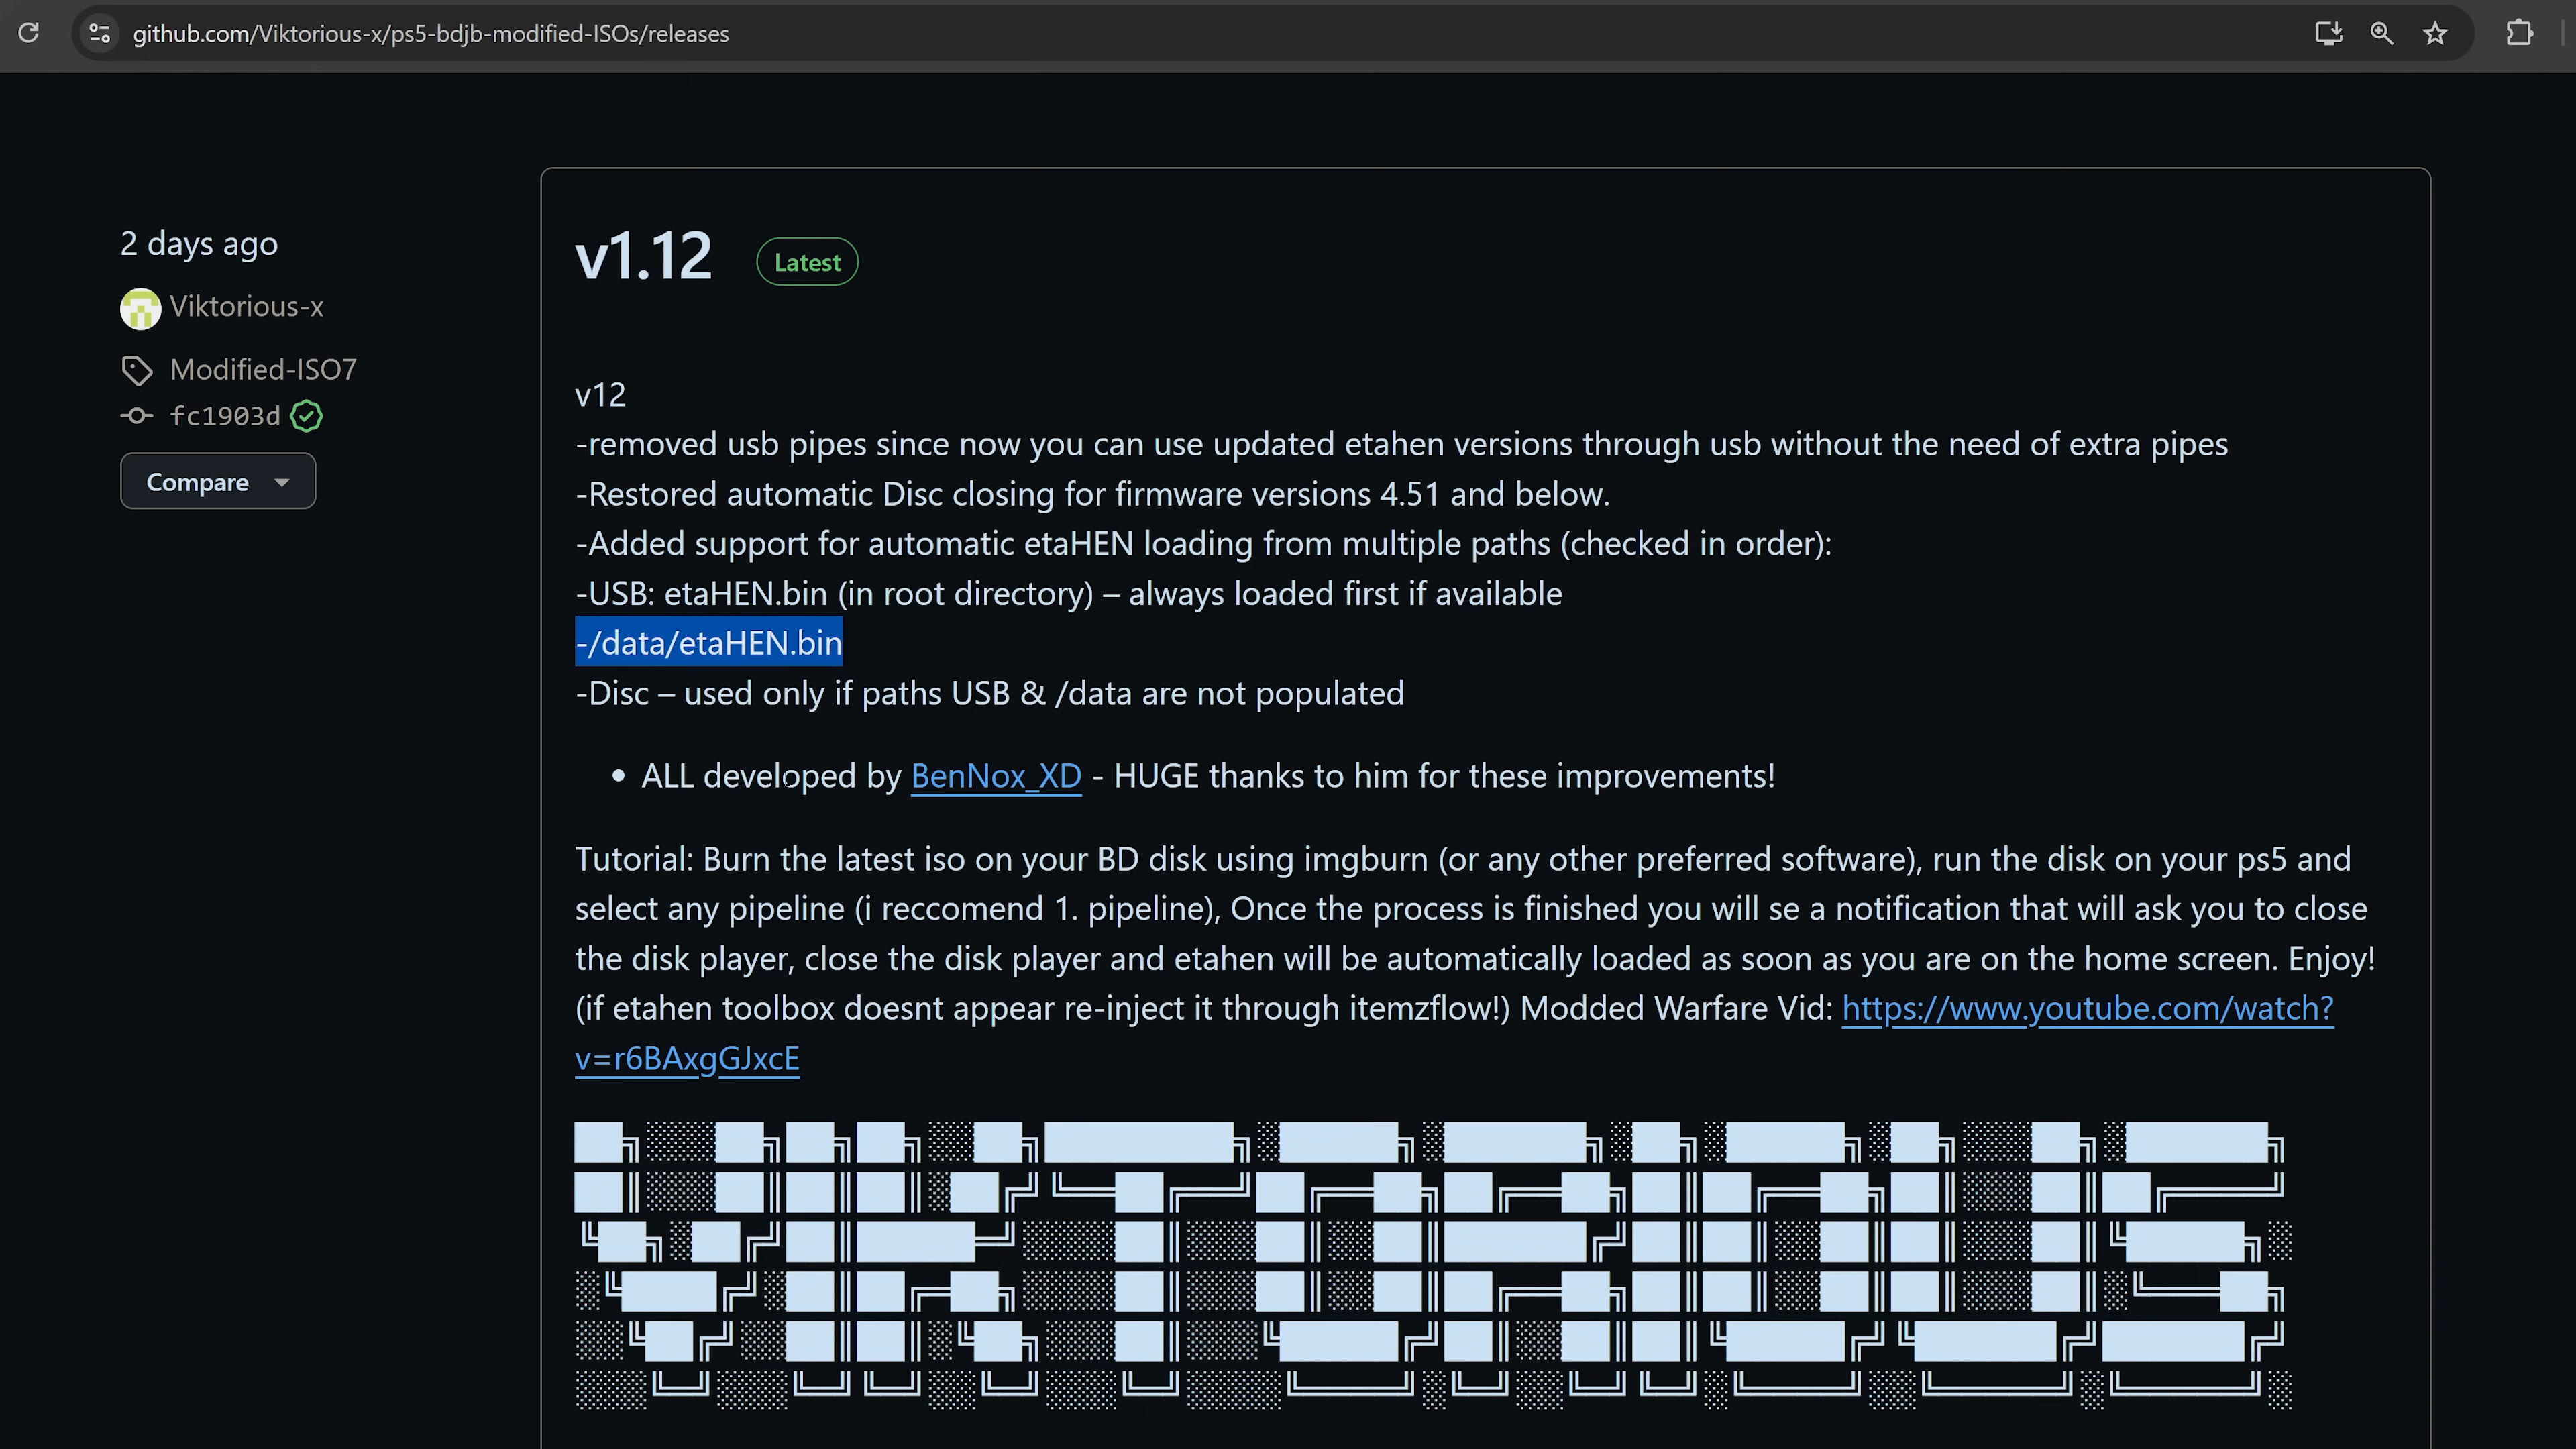 github.com/Viktorious-x/ps5-bdjb-modified-ISOs/releases
2 days ago
Viktorious-x
Modified-ISO7
fc1903d
Compare
v1.12
Latest
v12
-removed usb pipes since now you can use updated etahen versions through usb without the need of extra pipes
-Restored automatic Disc closing for firmware versions 4.51 and below.
-Added support for automatic etaHEN loading from multiple paths (checked in order):
-USB: etaHEN.bin (in root directory) – always loaded first if available
-/data/etaHEN.bin
-Disc – used only if paths USB & /data are not populated
• ALL developed by BenNox_XD - HUGE thanks to him for these improvements!
Tutorial: Burn the latest iso on your BD disk using imgburn (or any other preferred software), run the disk on your ps5 and
select any pipeline (i reccomend 1. pipeline), Once the process is finished you will se a notification that will ask you to close
the disk player, close the disk player and etahen will be automatically loaded as soon as you are on the home screen. Enjoy!
(if etahen toolbox doesnt appear re-inject it through itemzflow!) Modded Warfare Vid: https://www.youtube.com/watch?
v=r6BAxgGJxcE
VIKTORIOUS